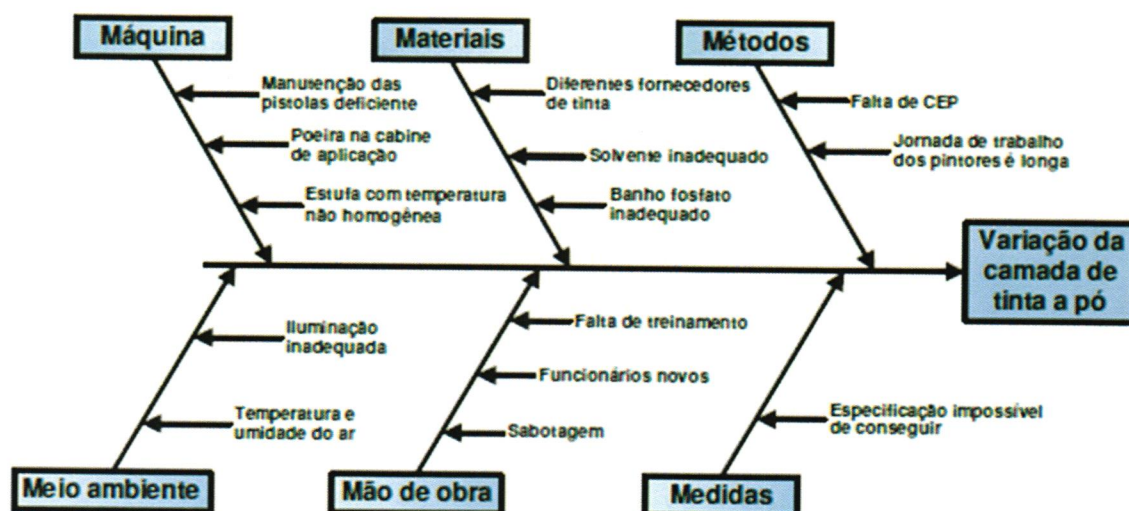 Máquina
Materiais
Métodos
Manutenção das
pistolas deficiente
Poeira na cabine
de aplicação
Estufa com temperatura
não homogênea
Diferentes fornecedores
de tinta
Solvente inadequado
Banho fosfato
inadequado
Falta de CEP
Jornada de trabalho
dos pintores é longa
Variação da
camada de
tinta a pó
Iluminação
inadequada
Temperatura e
umidade do ar
Falta de treinamento
Funcionários novos
Sabotagem
Especificação impossível
de conseguir
Meio ambiente
Mão de obra
Medidas